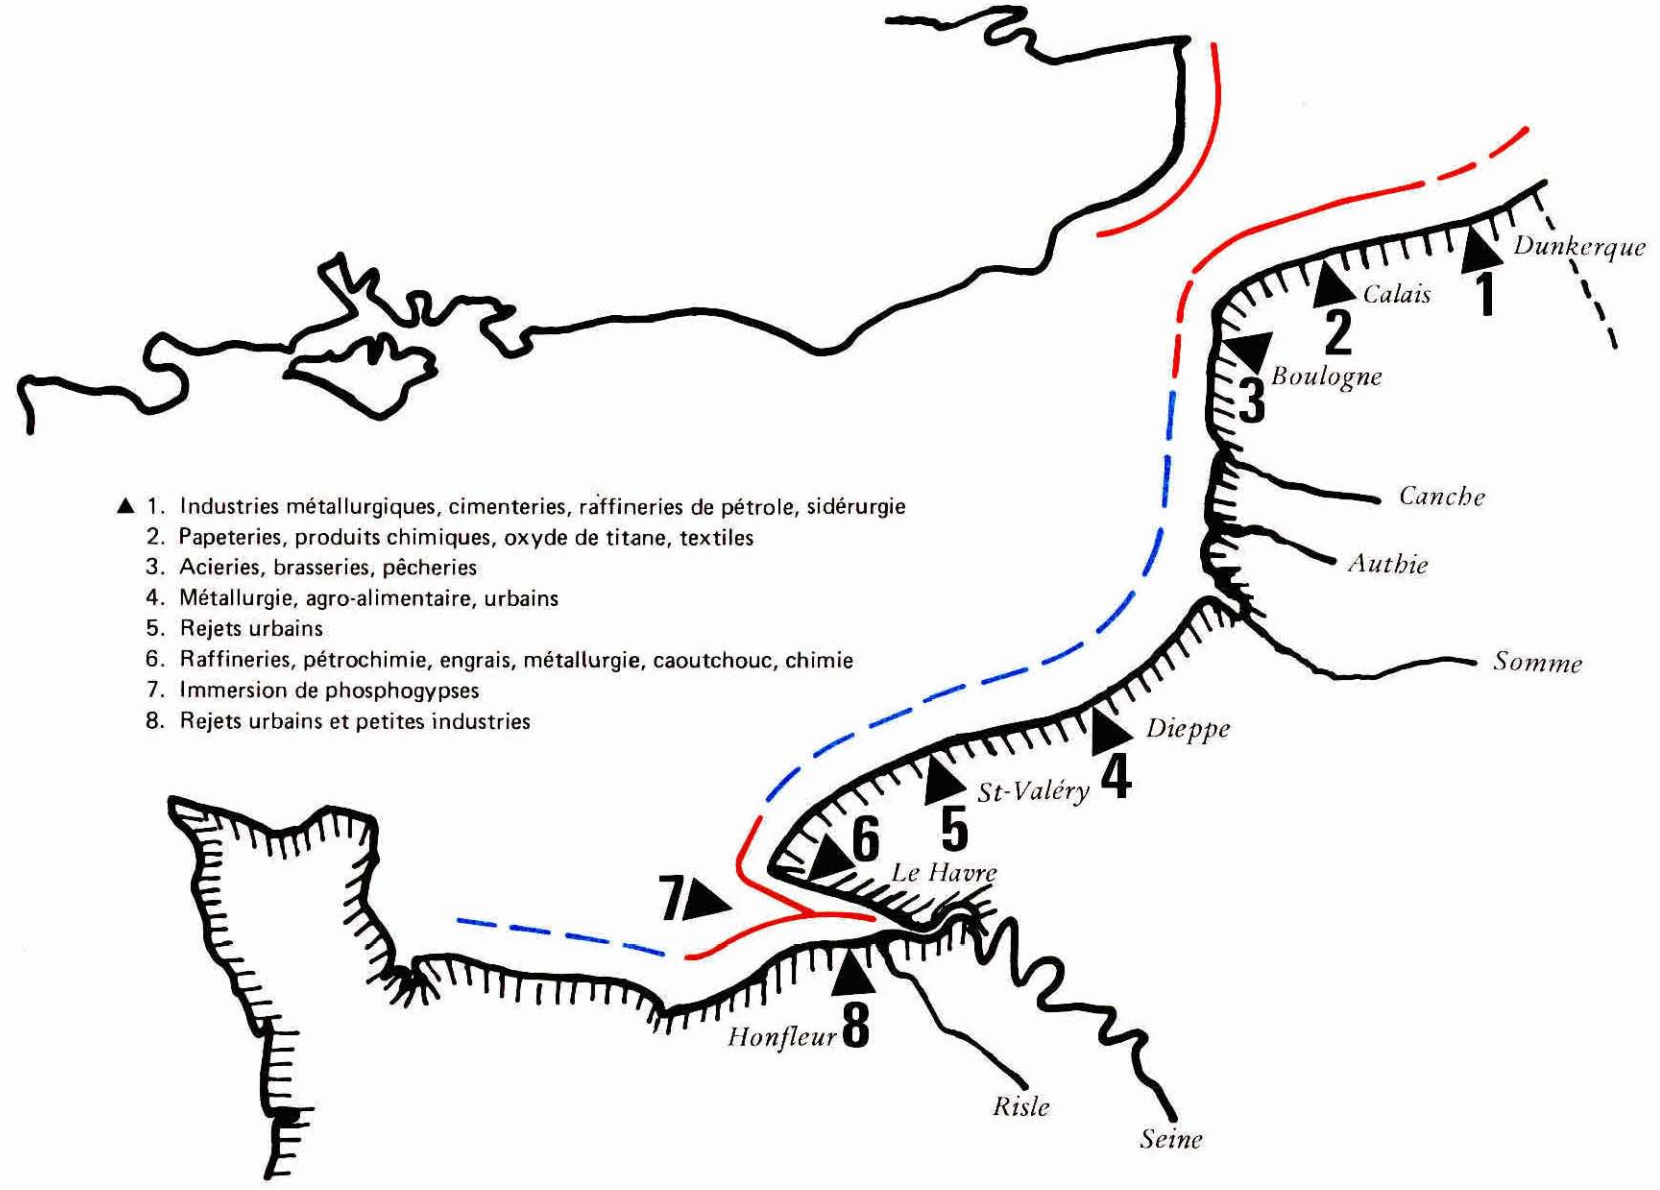 Dunkerque
1
Calais
2
Boulogne
3
▲ 1. Industries métallurgiques, cimenteries, raffineries de pétrole, sidérurgie
2. Papeteries, produits chimiques, oxyde de titane, textiles
3. Acieries, brasseries, pêcheries
4. Métallurgie, agro-alimentaire, urbains
5. Rejets urbains
6. Raffineries, pétrochimie, engrais, métallurgie, caoutchouc, chimie
7. Immersion de phosphogypses
8. Rejets urbains et petites industries
Canche
Authie
Somme
Dieppe
4
St-Valéry
5
6
Le Havre
7
Honfleur 8
Risle
Seine